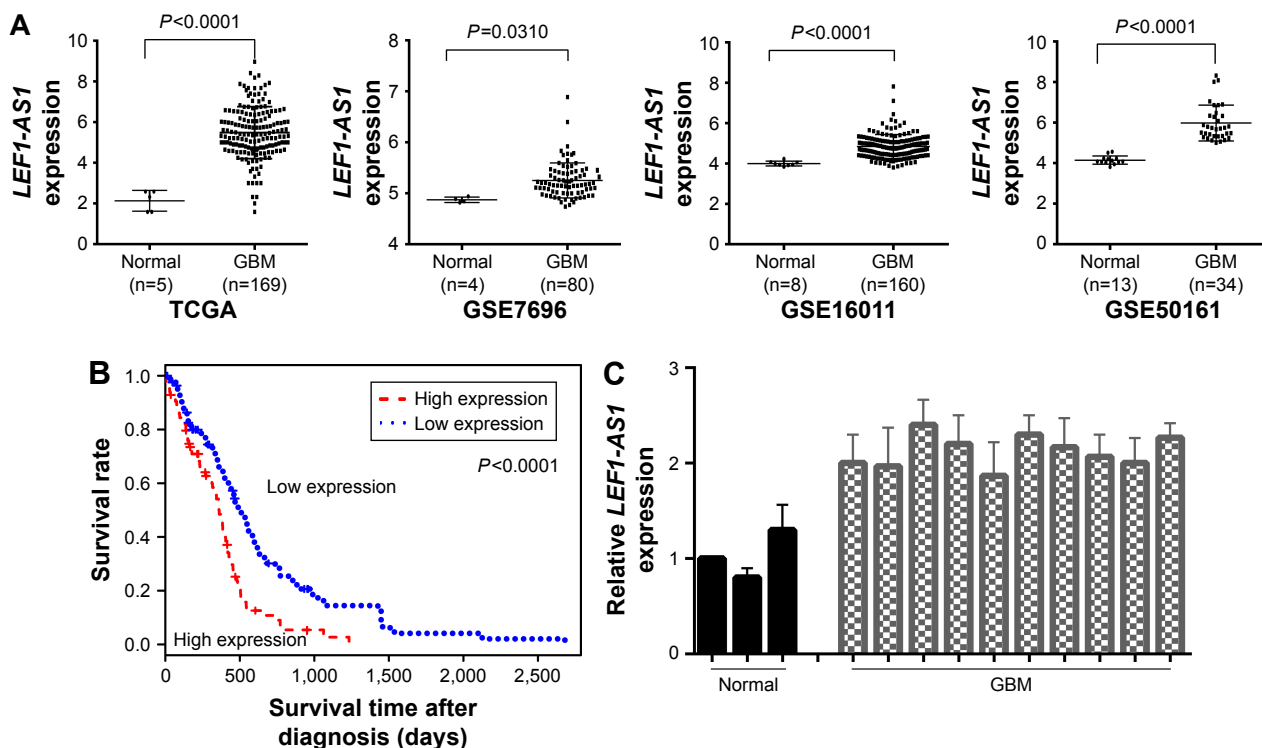 A
P<0.0001
LEF1-AS1
expression
10
8
6
4
2
0
Normal
(n=5)
GBM
(n=169)
TCGA
P=0.0310
LEF1-AS1
expression
8
7
6
5
4
Normal
(n=4)
GBM
(n=80)
GSE7696
P<0.0001
LEF1-AS1
expression
10
8
6
4
2
0
Normal
(n=8)
GBM
(n=160)
GSE16011
P<0.0001
LEF1-AS1
expression
10
8
6
4
2
0
Normal
(n=13)
GBM
(n=34)
GSE50161
B
Survival rate
1.0
0.8
0.6
0.4
0.2
0.0
High expression
Low expression
P<0.0001
Low expression
High expression
0
500
1,000
1,500
2,000
2,500
Survival time after
diagnosis (days)
C
Relative LEF1-AS1
expression
3
2
1
0
Normal
GBM